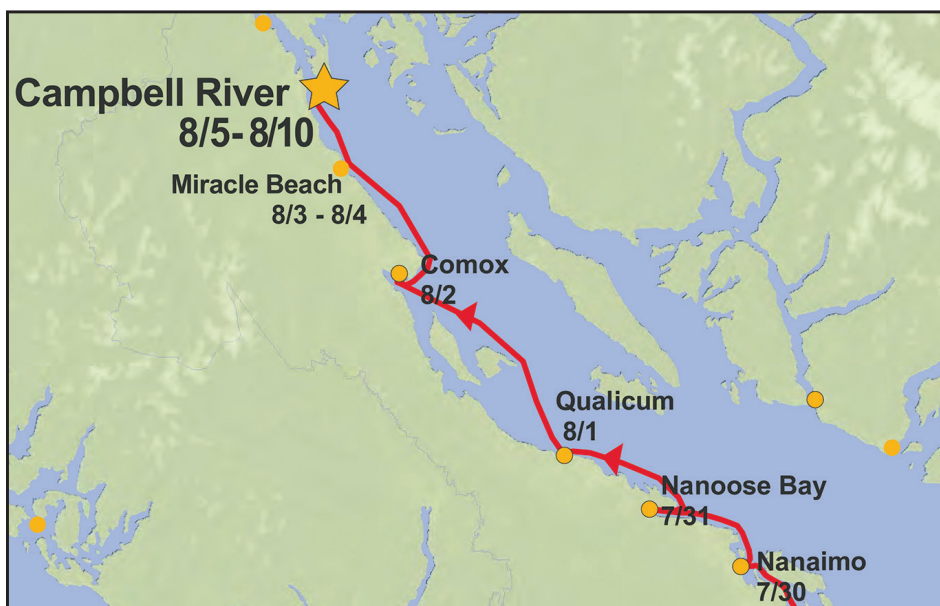 Campbell River
8/5- 8/10
Miracle Beach
8/3 - 8/4
Comox
8/2
Qualicum
8/1
Nanoose Bay
7/31
Nanaimo
7/30